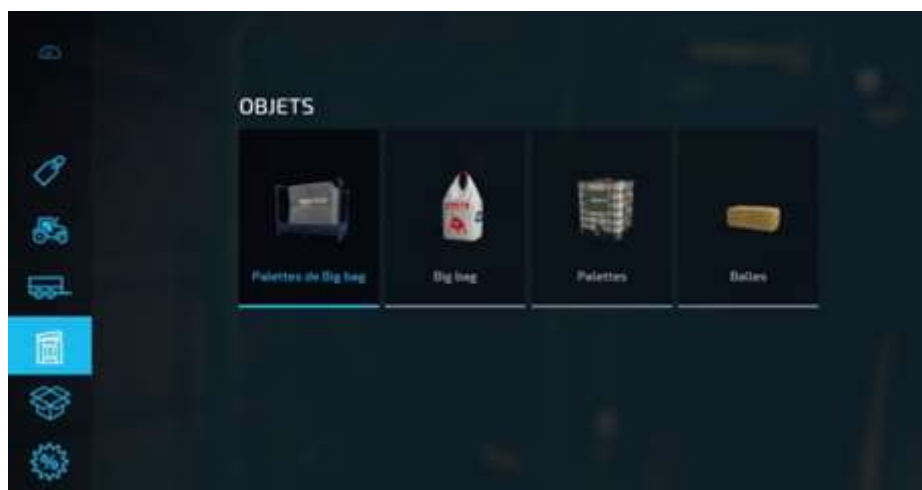 OBJETS
Palettes de Big bag
Big bag
Palettes
Balles
%